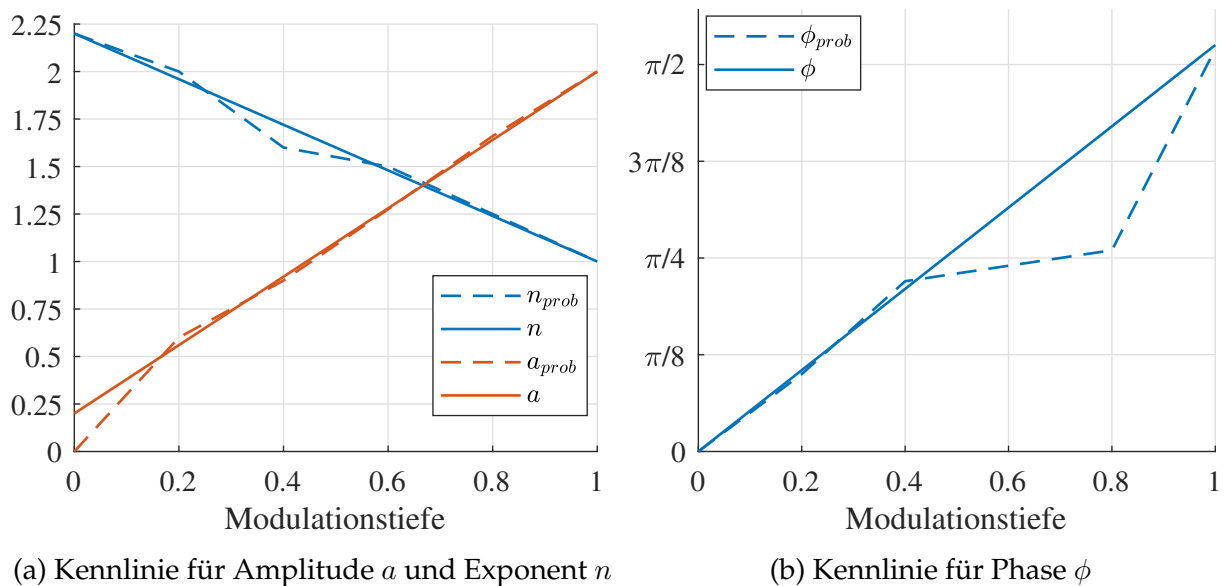 2.25
2
1.75
1.5
1.25
1
0.75
0.5
0.25
0
0 0.2 0.4 0.6 0.8 1
Modulationstiefe
n_prob
n
a_prob
a
(a) Kennlinie für Amplitude a und Exponent n
π/2
3π/8
π/4
π/8
0
0 0.2 0.4 0.6 0.8 1
Modulationstiefe
ϕ_prob
ϕ
(b) Kennlinie für Phase ϕ